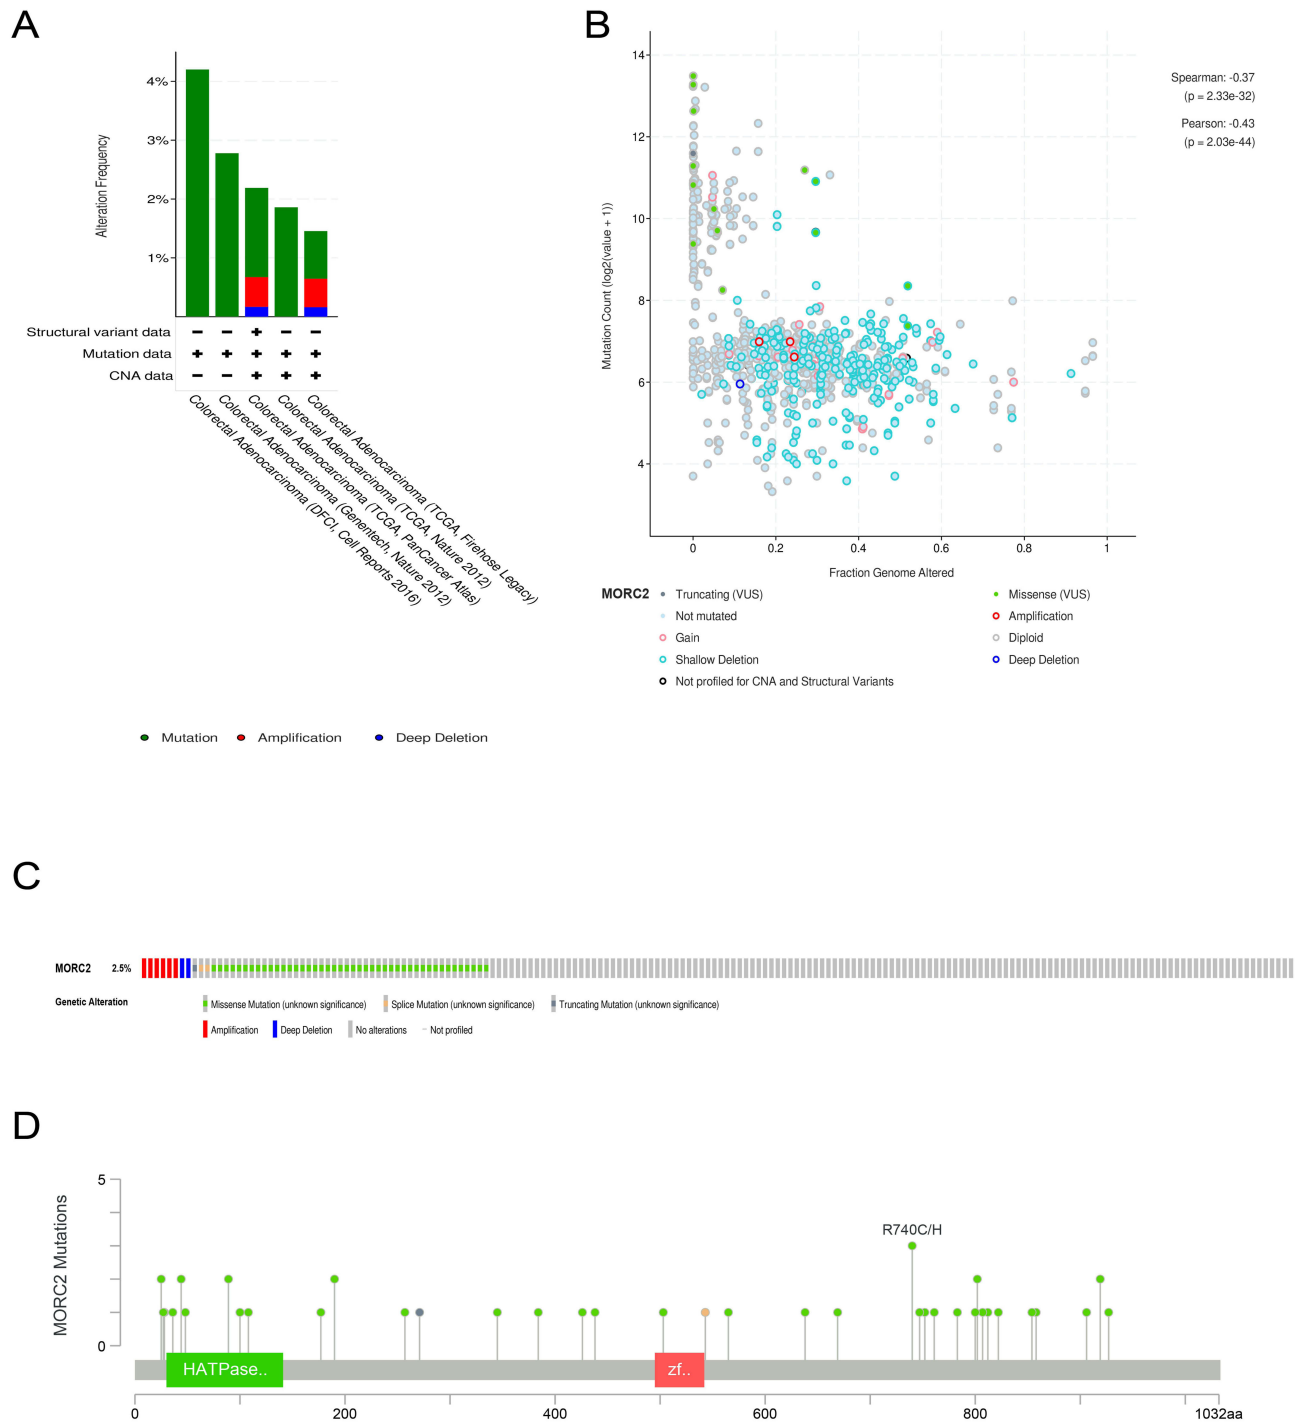 A
4%
3%
2%
1%
Alteration Frequency
Structural variant data
Mutation data
CNA data
Colorectal Adenocarcinoma (DFCI, Cell Reports 2016)
Colorectal Adenocarcinoma (Genentech, Nature 2012)
Colorectal Adenocarcinoma (TCGA, PanCancer Atlas)
Colorectal Adenocarcinoma (TCGA, Nature 2012)
Colorectal Adenocarcinoma (TCGA, Firehose Legacy)
Mutation
Amplification
Deep Deletion
B
14
12
10
8
6
4
Mutation Count (log2(value + 1))
0 0.2 0.4 0.6 0.8 1
Fraction Genome Altered
Spearman: -0.37
(p = 2.33e-32)
Pearson: -0.43
(p = 2.03e-44)
MORC2
Truncating (VUS)
Missense (VUS)
Not mutated
Amplification
Gain
Diploid
Shallow Deletion
Deep Deletion
Not profiled for CNA and Structural Variants
C
MORC2 2.5%
Genetic Alteration
Missense Mutation (unknown significance)
Splice Mutation (unknown significance)
Truncating Mutation (unknown significance)
Amplification
Deep Deletion
No alterations
Not profiled
D
5
0
MORC2 Mutations
R740C/H
HATPase..
zf..
0 200 400 600 800 1032aa